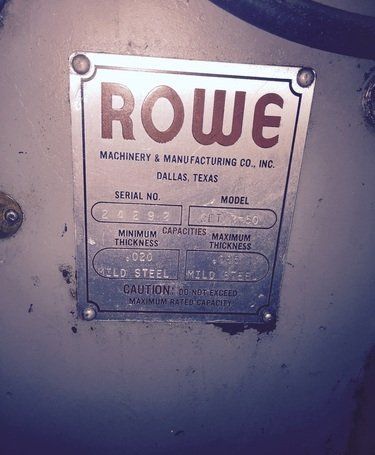 ROWE
MACHINERY & MANUFACTURING CO., INC.
DALLAS, TEXAS
SERIAL NO. MODEL
24292
CAPACITIES
MINIMUM THICKNESS MAXIMUM THICKNESS
.020
MILD STEEL MILD STEEL
CAUTION: DO NOT EXCEED
MAXIMUM RATED CAPACITY